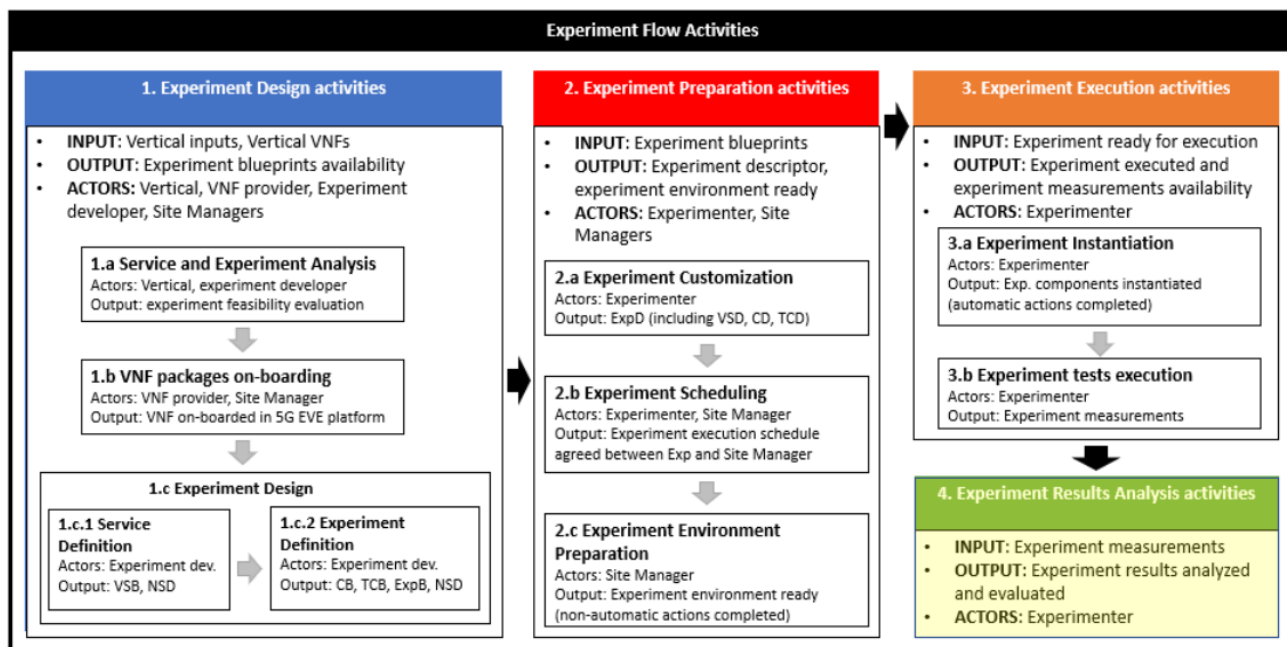 Experiment Flow Activities
1. Experiment Design activities
• INPUT: Vertical inputs, Vertical VNFs
• OUTPUT: Experiment blueprints availability
• ACTORS: Vertical, VNF provider, Experiment
developer, Site Managers
1.a Service and Experiment Analysis
Actors: Vertical, experiment developer
Output: experiment feasibility evaluation
1.b VNF packages on-boarding
Actors: VNF provider, Site Manager
Output: VNF on-boarded in 5G EVE platform
1.c Experiment Design
1.c.1 Service
Definition
Actors: Experiment dev.
Output: VSB, NSD
1.c.2 Experiment
Definition
Actors: Experiment dev.
Output: CB, TCB, ExpB, NSD
2. Experiment Preparation activities
• INPUT: Experiment blueprints
• OUTPUT: Experiment descriptor,
experiment environment ready
• ACTORS: Experimenter, Site
Managers
2.a Experiment Customization
Actors: Experimenter
Output: ExpD (including VSD, CD, TCD)
2.b Experiment Scheduling
Actors: Experimenter, Site Manager
Output: Experiment execution schedule
agreed between Exp and Site Manager
2.c Experiment Environment
Preparation
Actors: Site Manager
Output: Experiment environment ready
(non-automatic actions completed)
3. Experiment Execution activities
• INPUT: Experiment ready for execution
• OUTPUT: Experiment executed and
experiment measurements availability
• ACTORS: Experimenter
3.a Experiment Instantiation
Actors: Experimenter
Output: Exp. components instantiated
(automatic actions completed)
3.b Experiment tests execution
Actors: Experimenter
Output: Experiment measurements
4. Experiment Results Analysis activities
• INPUT: Experiment measurements
• OUTPUT: Experiment results analyzed
and evaluated
• ACTORS: Experimenter